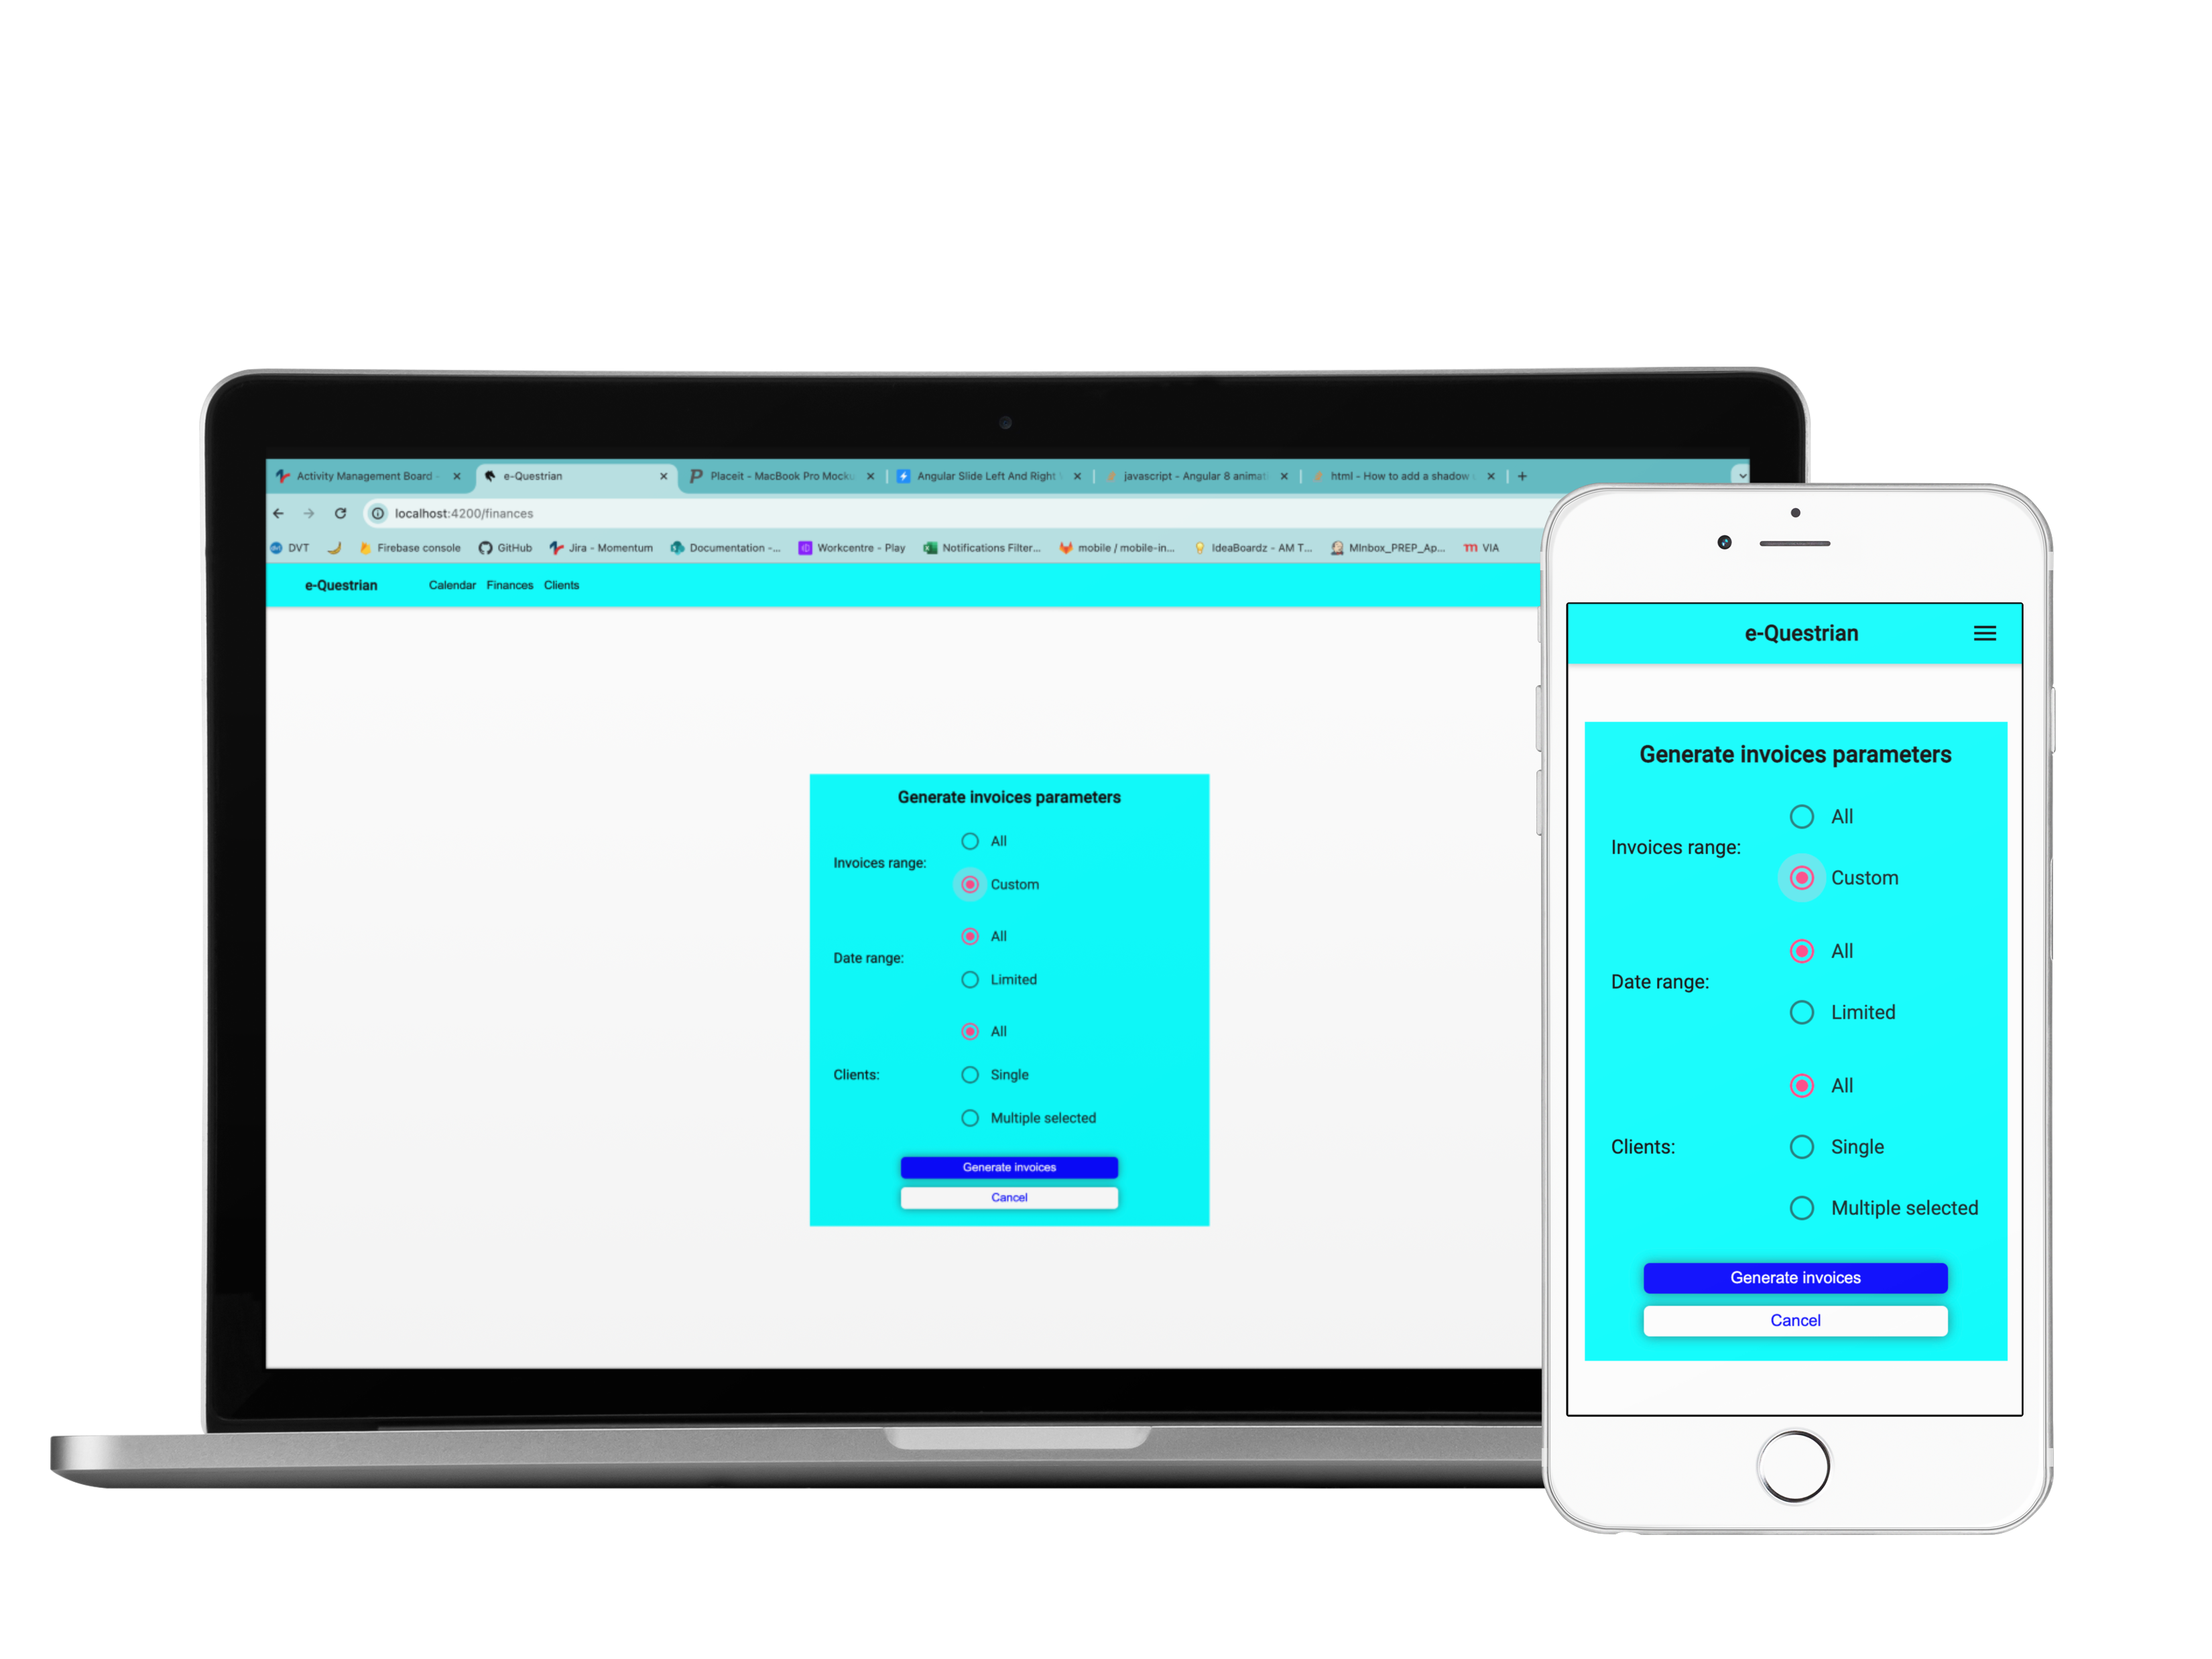 Activity Management Board - e-Questrian Placeit - MacBook Pro Mocku Angular Slide Left And Right javascript - Angular 8 animati html - How to add a shadow
localhost:4200/finances
DVT Firebase console GitHub Jira - Momentum Documentation -... Workcentre - Play Notifications Filter... mobile / mobile-in... IdeaBoardz - AM T... MInbox_PREP_Ap... m VIA
e-Questrian Calendar Finances Clients
Generate invoices parameters
All
Invoices range:
Custom
All
Date range:
Limited
All
Clients:
Single
Multiple selected
Generate invoices
Cancel
e-Questrian
Generate invoices parameters
All
Invoices range:
Custom
All
Date range:
Limited
All
Clients:
Single
Multiple selected
Generate invoices
Cancel